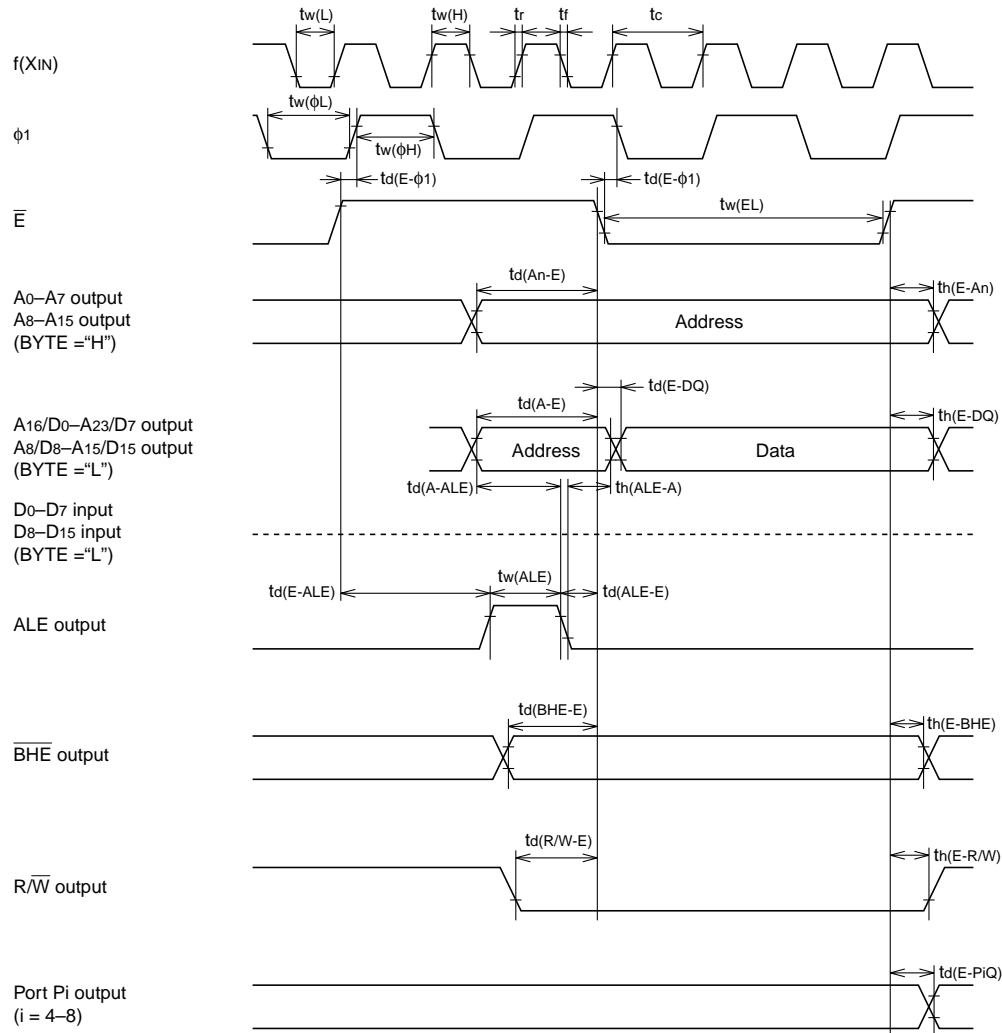 tw(L) tw(H) tr tf tc
f(XIN)
tw(ϕL)
ϕ1
tw(ϕH)
td(E-ϕ1) td(E-ϕ1)
tw(EL)
E̅
td(An-E) th(E-An)
A0–A7 output
A8–A15 output
(BYTE =“H”)
Address
td(E-DQ)
td(A-E) th(E-DQ)
A16/D0–A23/D7 output
A8/D8–A15/D15 output
(BYTE =“L”)
Address Data
td(A-ALE) th(ALE-A)
D0–D7 input
D8–D15 input
(BYTE =“L”)
tw(ALE)
td(E-ALE) td(ALE-E)
ALE output
td(BHE-E) th(E-BHE)
B̅H̅E̅ output
td(R/W-E) th(E-R/W)
R/W̅ output
td(E-PiQ)
Port Pi output
(i = 4–8)